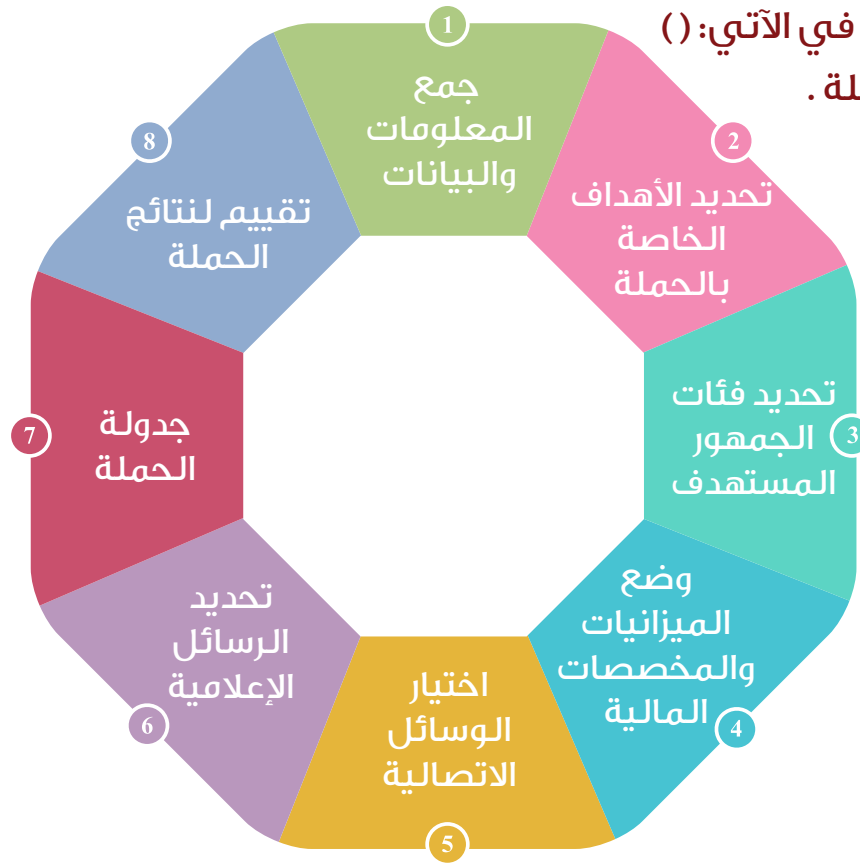 في الآتي: ( )
لة .
1
جمع
المعلومات
والبيانات
2
تحديد الأهداف
الخاصة
بالحملة
3
تحديد فئات
الجمهور
المستهدف
4
وضع
الميزانيات
والمخصصات
المالية
5
اختيار
الوسائل
الاتصالية
6
تحديد
الرسائل
الإعلامية
7
جدولة
الحملة
8
تقييم لنتائج
الحملة